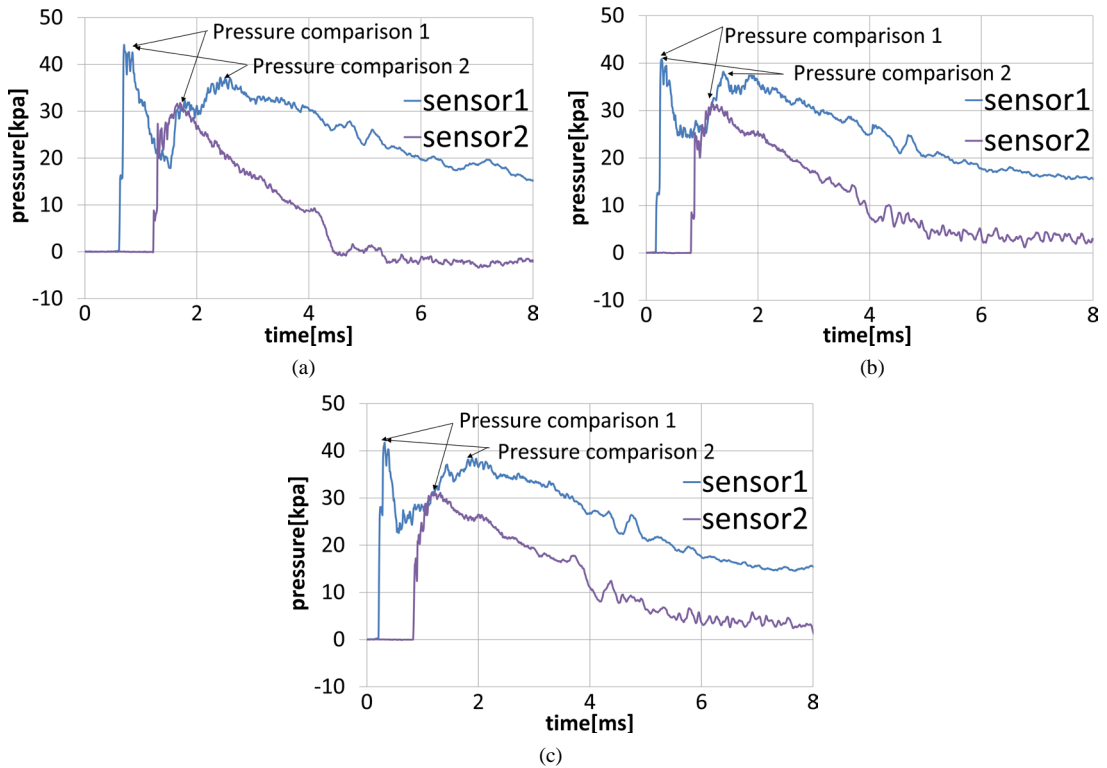 50
40
30
20
10
0
-10
pressure[kpa]
Pressure comparison 1
Pressure comparison 2
sensor1
sensor2
0 2 4 6 8
time[ms]
(a)
50
40
30
20
10
0
-10
pressure[kpa]
Pressure comparison 1
Pressure comparison 2
sensor1
sensor2
0 2 4 6 8
time[ms]
(b)
50
40
30
20
10
0
-10
pressure[kpa]
Pressure comparison 1
Pressure comparison 2
sensor1
sensor2
0 2 4 6 8
time[ms]
(c)